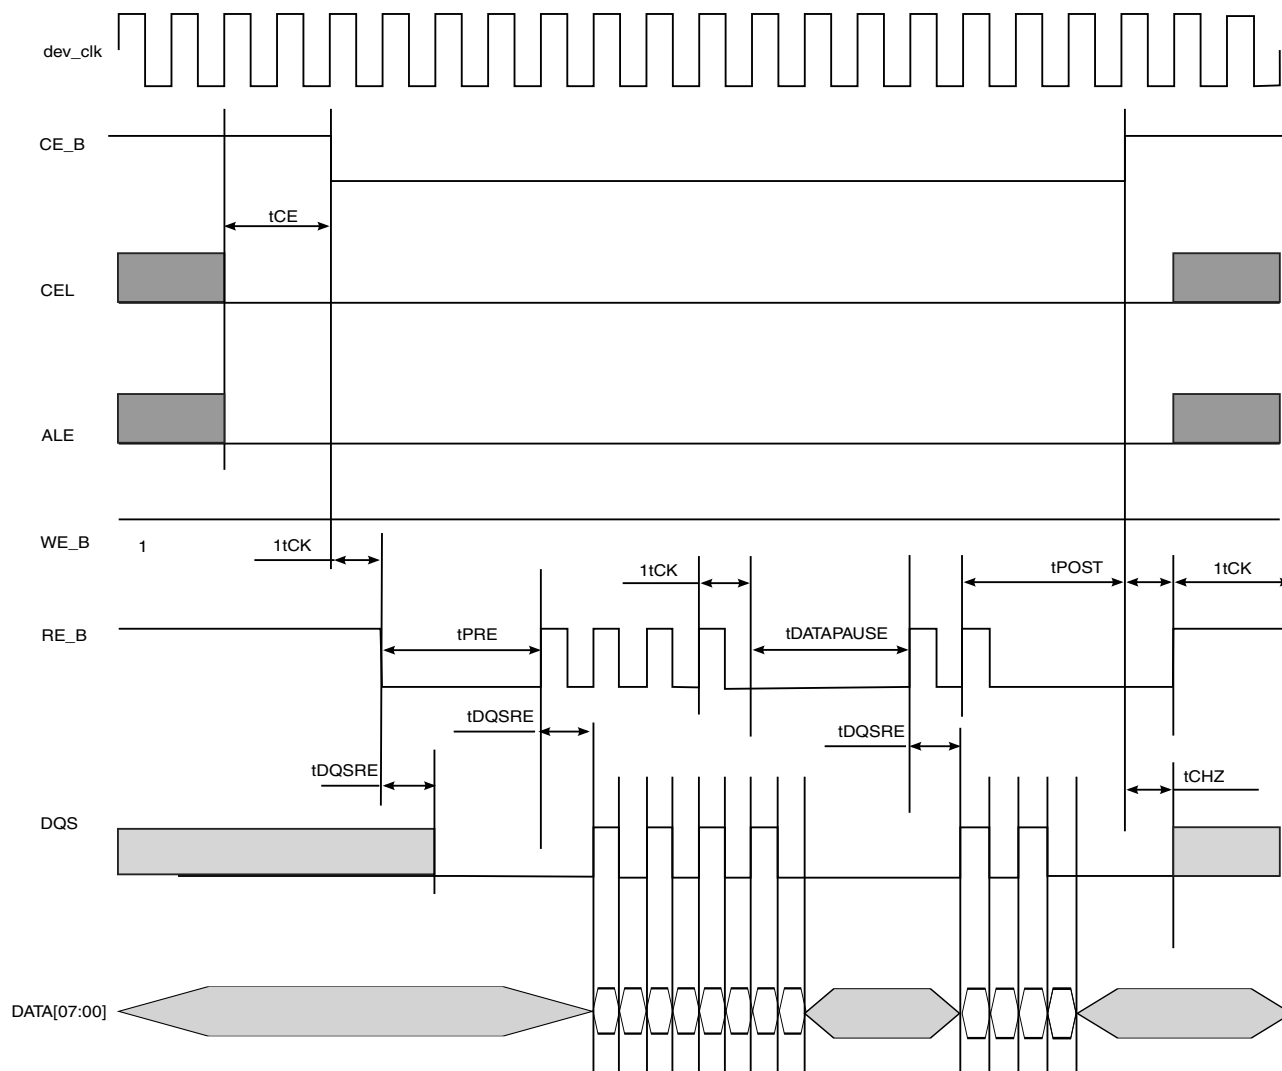 dev_clk
CE_B
tCE
CEL
ALE
WE_B
1
1tCK
1tCK
tPOST
1tCK
RE_B
tPRE
tDATAPAUSE
tDQSRE
tDQSRE
tDQSRE
tCHZ
DQS
DATA[07:00]